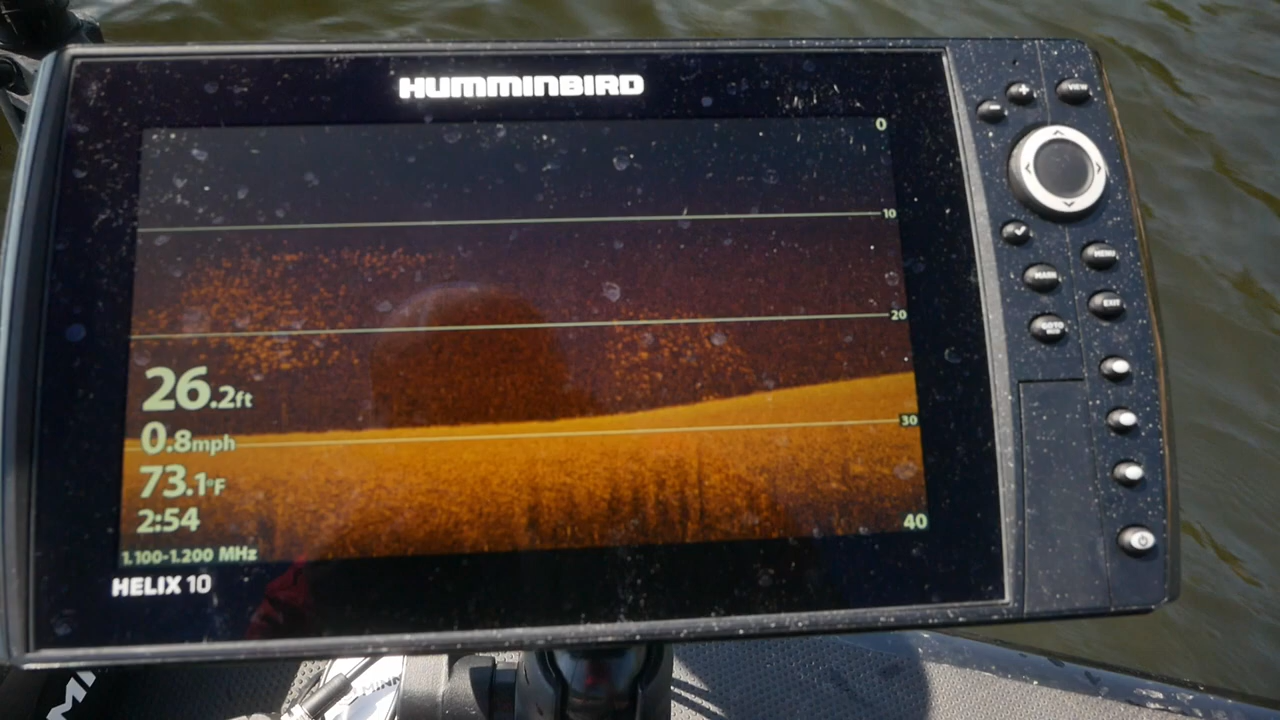 HUMMINBIRD
0
10
20
30
40
26.2ft
0.8mph
73.1°F
2:54
1.100-1.200 MHz
HELIX 10
+
-
VIEW
MENU
MARK
EXIT
GOTO
MINN